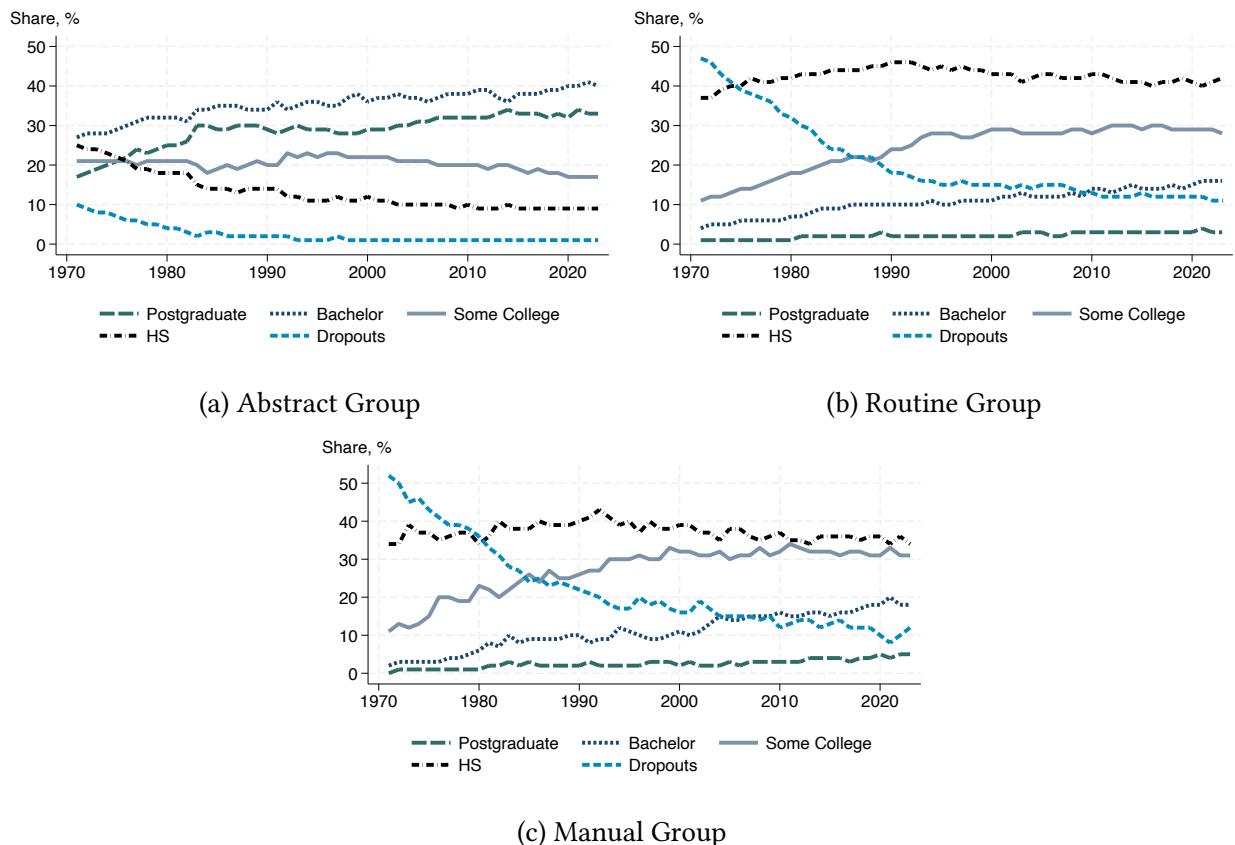 Share, %
50
40
30
20
10
0
1970 1980 1990 2000 2010 2020
Postgraduate Bachelor Some College
HS Dropouts
(a) Abstract Group
Share, %
50
40
30
20
10
0
1970 1980 1990 2000 2010 2020
Postgraduate Bachelor Some College
HS Dropouts
(b) Routine Group
Share, %
50
40
30
20
10
0
1970 1980 1990 2000 2010 2020
Postgraduate Bachelor Some College
HS Dropouts
(c) Manual Group